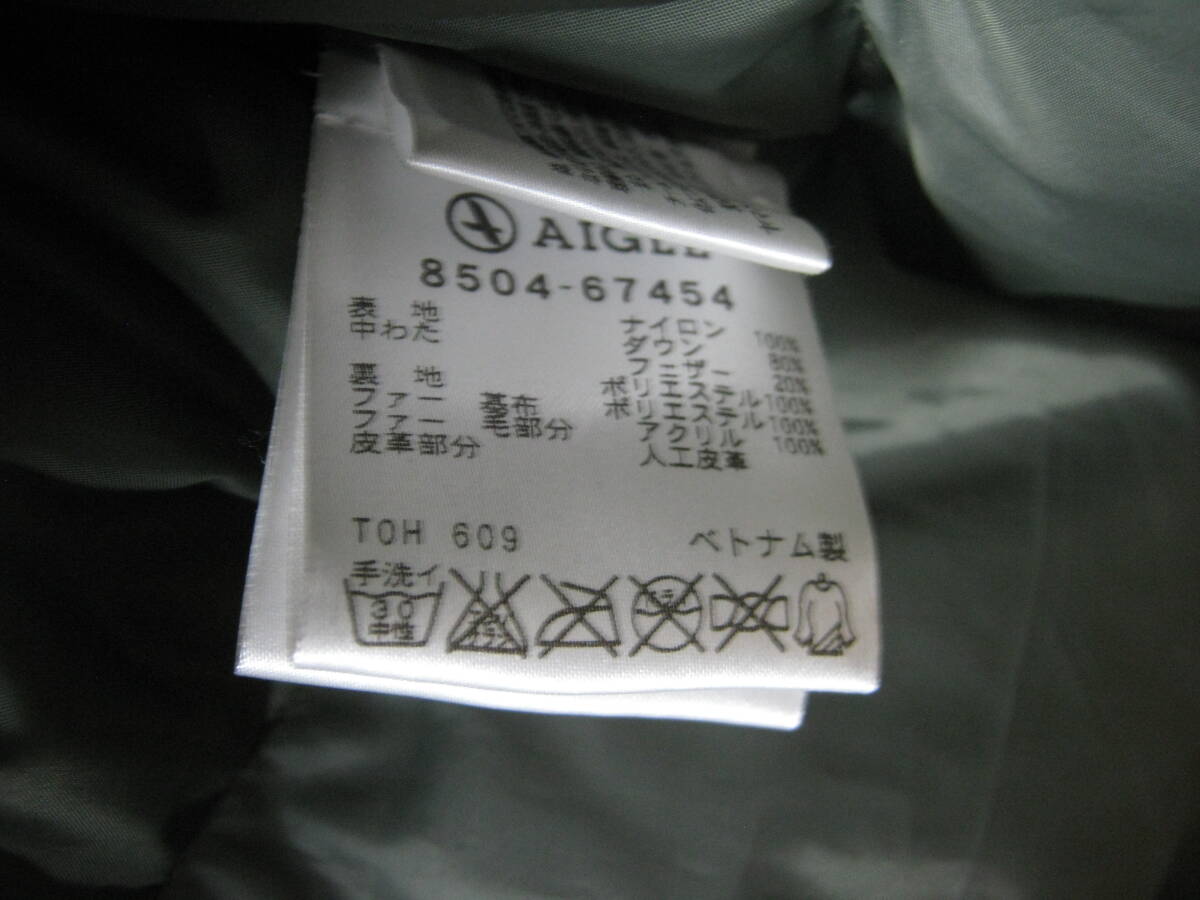 AIGLE
8504-67454
表 地 ナイロン 100%
中わた ダウン 80%
フェザー 20%
裏 地 ポリエステル 100%
ファー 基布 ポリエステル 100%
ファー 毛部分 アクリル 100%
皮革部分 人工皮革
TOH 609 ベトナム製
手洗イ
30
中性